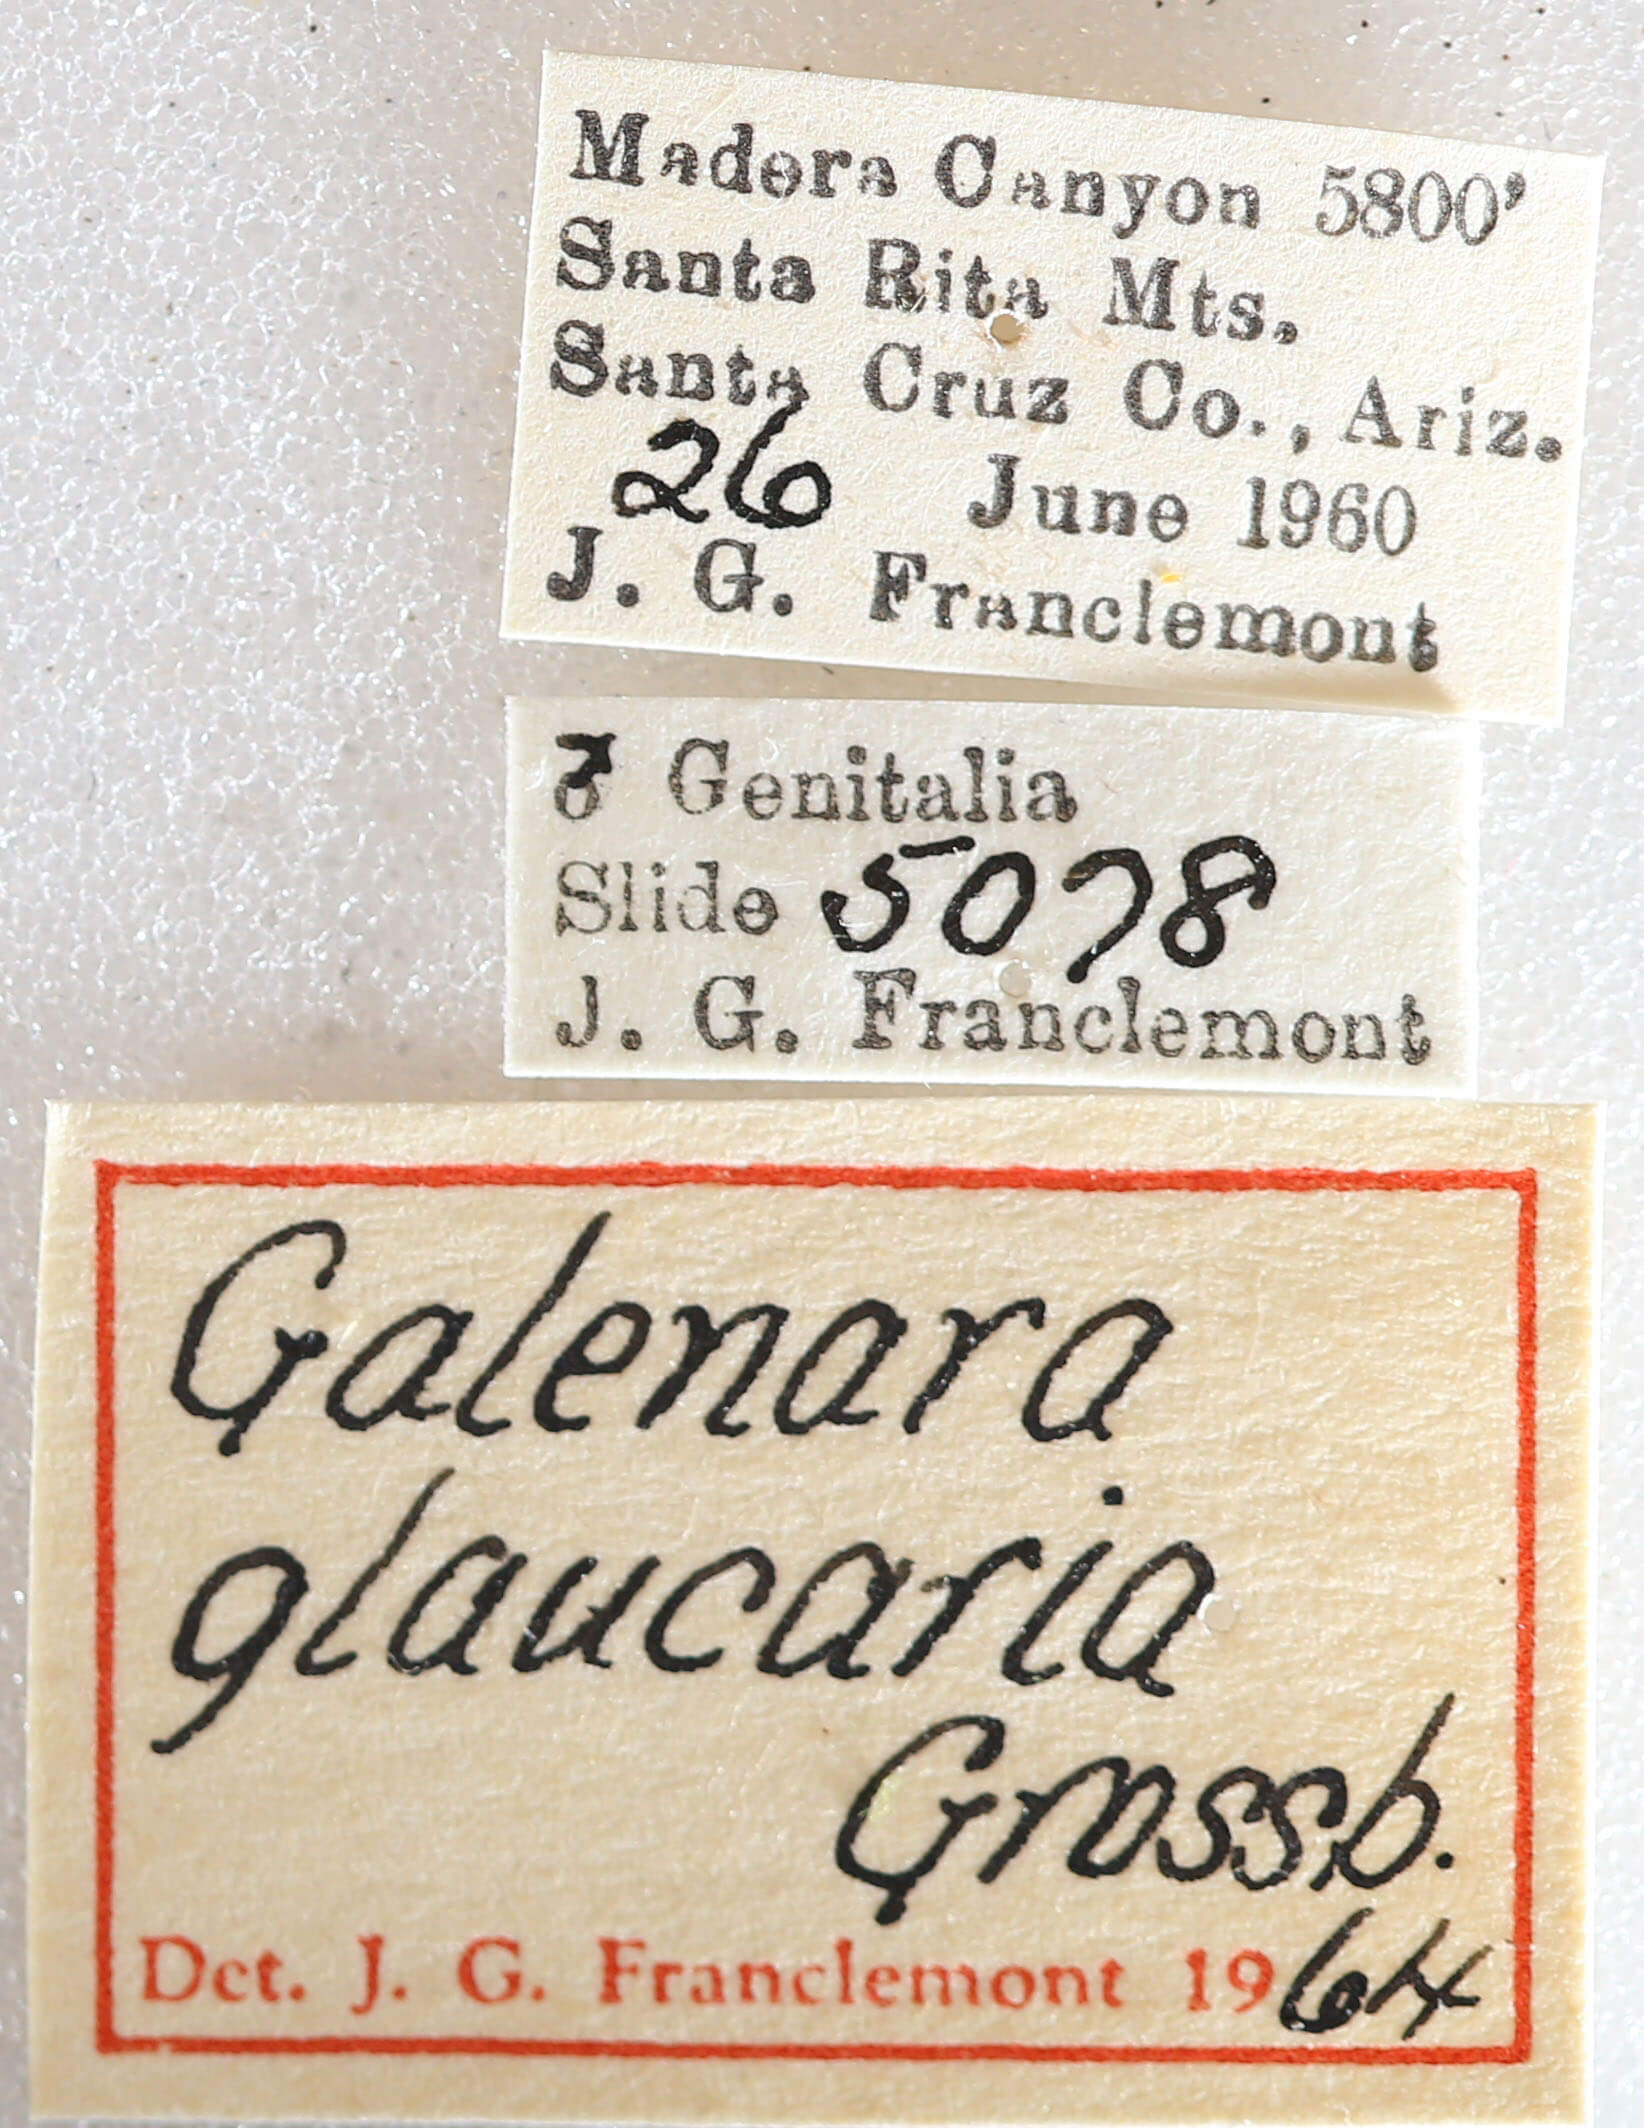 Madera Canyon 5800'
Santa Rita Mts.
Santa Cruz Co., Ariz.
26 June 1960
J. G. Franclemont
♂ Genitalia
Slide 5078
J. G. Franclemont
Galenara
glaucaria
Grossb.
Det. J. G. Franclemont 1964